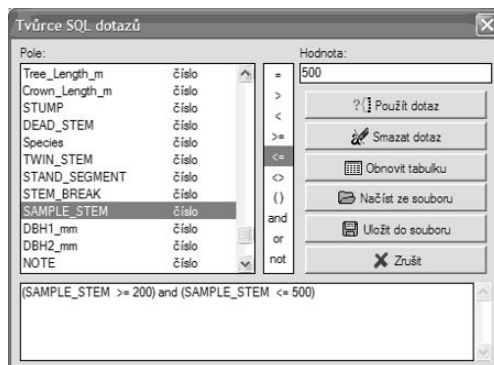 Tvůrce SQL dotazů
Pole:
Hodnota:
Tree_Length_m číslo
Crown_Length_m číslo
STUMP číslo
DEAD_STEM číslo
Species číslo
TWIN_STEM číslo
STAND_SEGMENT číslo
STEM_BREAK číslo
SAMPLE_STEM číslo
DBH1_mm číslo
DBH2_mm číslo
NOTE číslo
=
>
<
>=
<=
<>
()
and
or
not
500
Použít dotaz
Smazat dotaz
Obnovit tabulku
Načíst ze souboru
Uložit do souboru
Zrušit
(SAMPLE_STEM >= 200) and (SAMPLE_STEM <= 500)